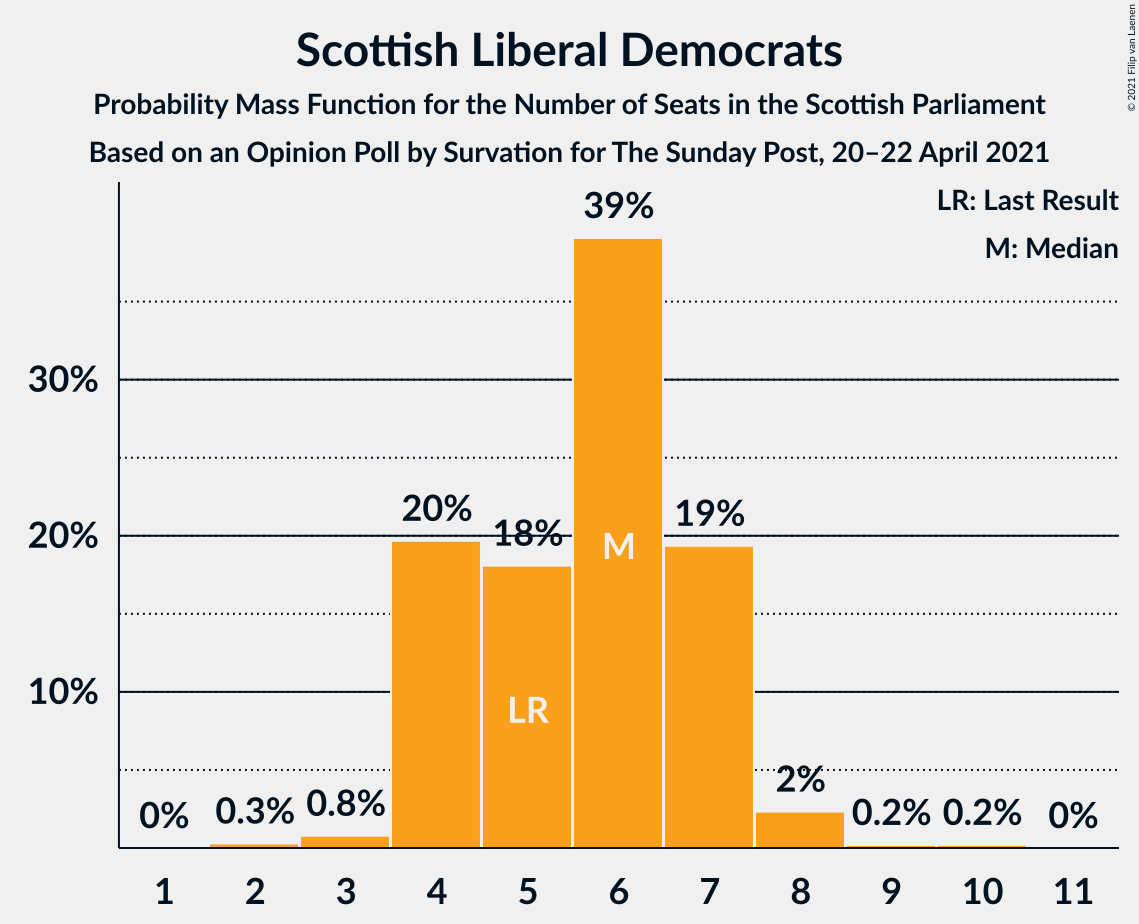 Scottish Liberal Democrats
Probability Mass Function for the Number of Seats in the Scottish Parliament
Based on an Opinion Poll by Survation for The Sunday Post, 20–22 April 2021
© 2021 Filip van Laenen
LR: Last Result
M: Median
39%
30%
20%
18%
19%
20%
M
10%
LR
2%
0%
0.3%
0.8%
0.2%
0.2%
0%
1 2 3 4 5 6 7 8 9 10 11